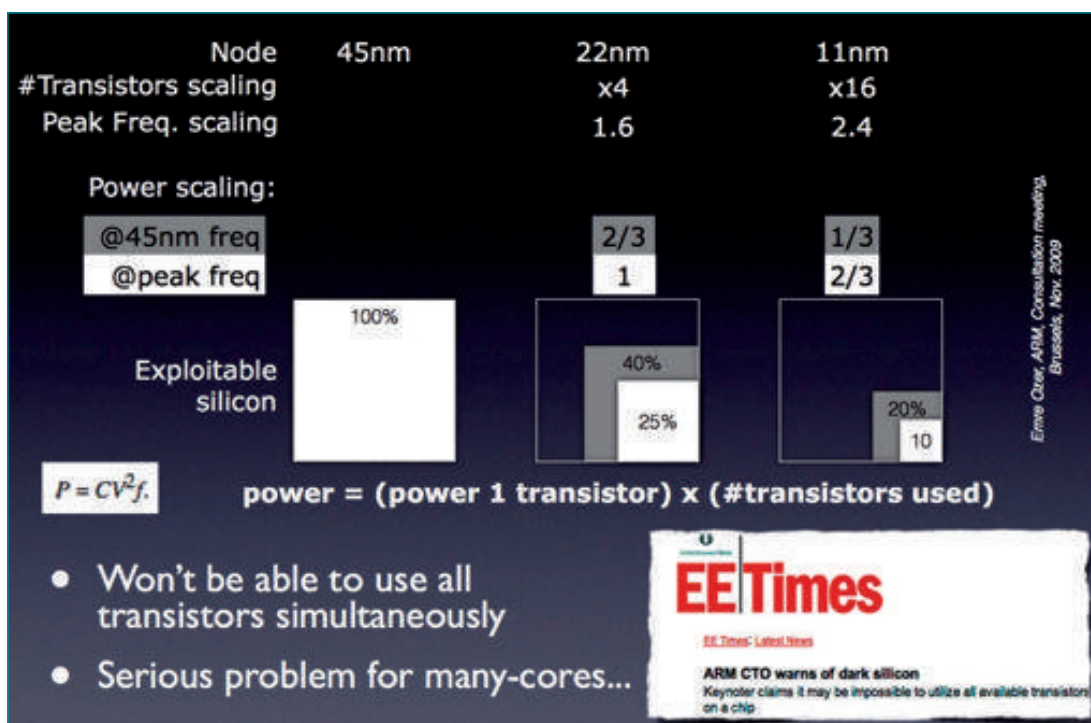 Node 45nm 22nm 11nm
#Transistors scaling x4 x16
Peak Freq. scaling 1.6 2.4
Power scaling:
@45nm freq 2/3 1/3
@peak freq 1 2/3
Exploitable
silicon
100%
40%
25%
20%
10
Emre Ozer, ARM, Consultation meeting,
Brussels, Nov. 2009
P = CV²f.
power = (power 1 transistor) x (#transistors used)
• Won't be able to use all
transistors simultaneously
• Serious problem for many-cores...
EE Times
EE Times: Latest News
ARM CTO warns of dark silicon
Keynoter claims it may be impossible to utilize all available transistors
on a chip